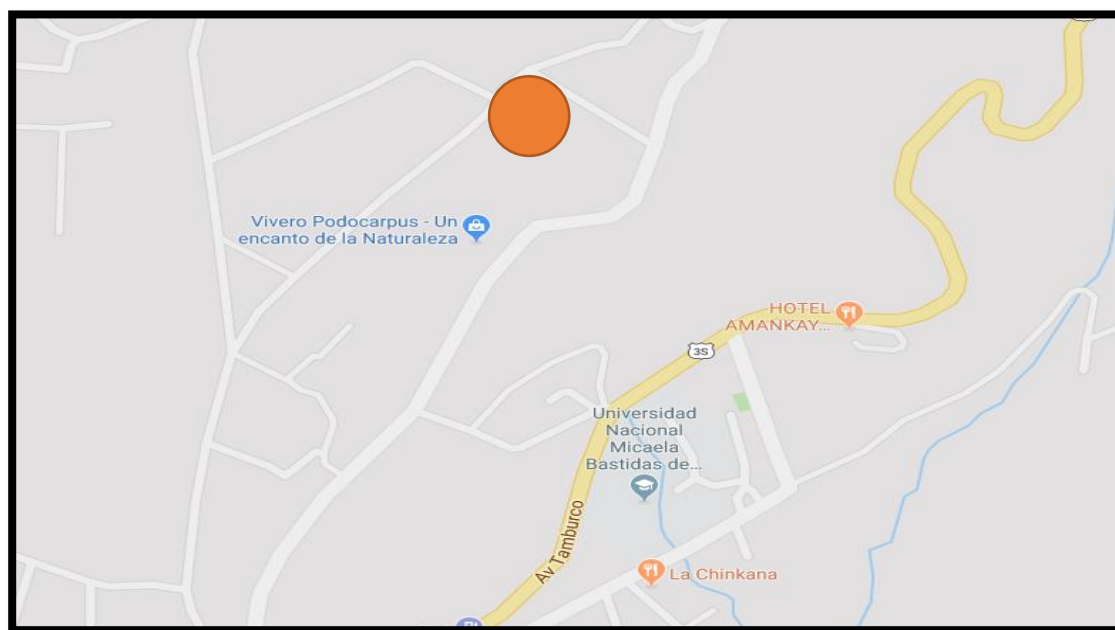 Vivero Podocarpus - Un
encanto de la Naturaleza
HOTEL
AMANKAY...
3S
Universidad
Nacional
Micaela
Bastidas de...
Av Tamburco
La Chinkana